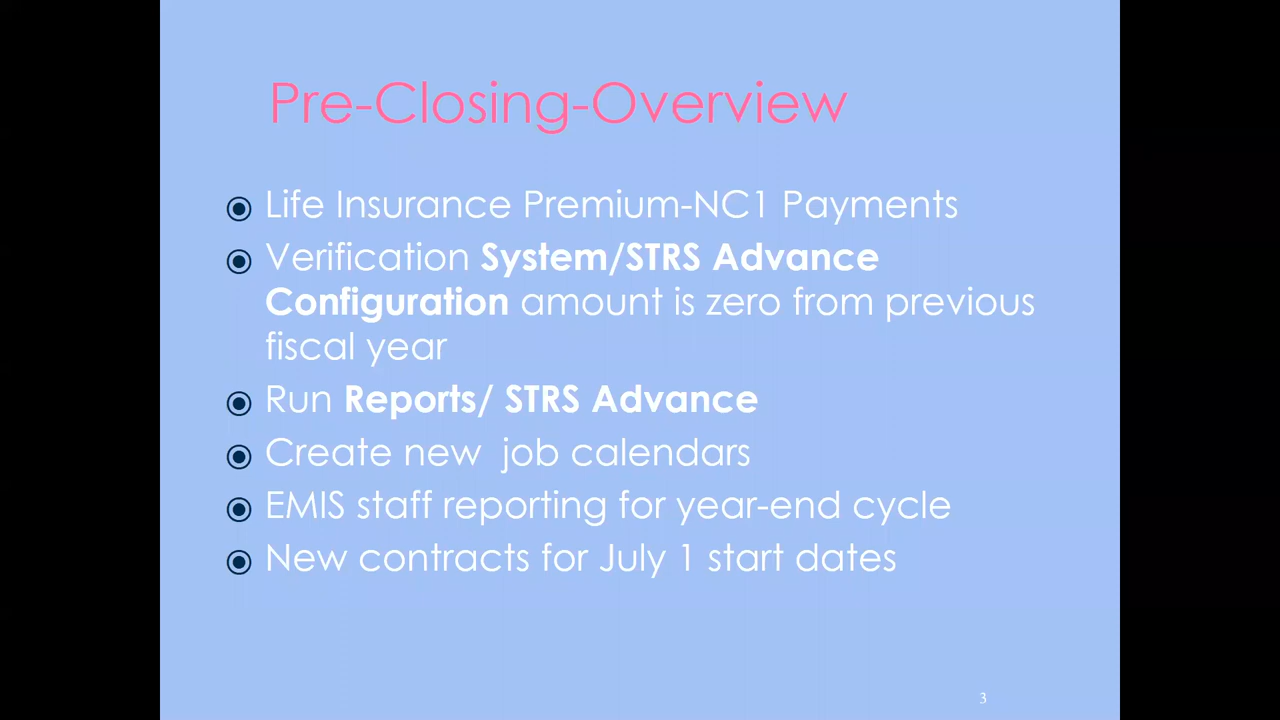 Pre-Closing-Overview
Life Insurance Premium-NC1 Payments
Verification System/STRS Advance
Configuration amount is zero from previous
fiscal year
Run Reports/ STRS Advance
Create new  job calendars
EMIS staff reporting for year-end cycle
New contracts for July 1 start dates
3